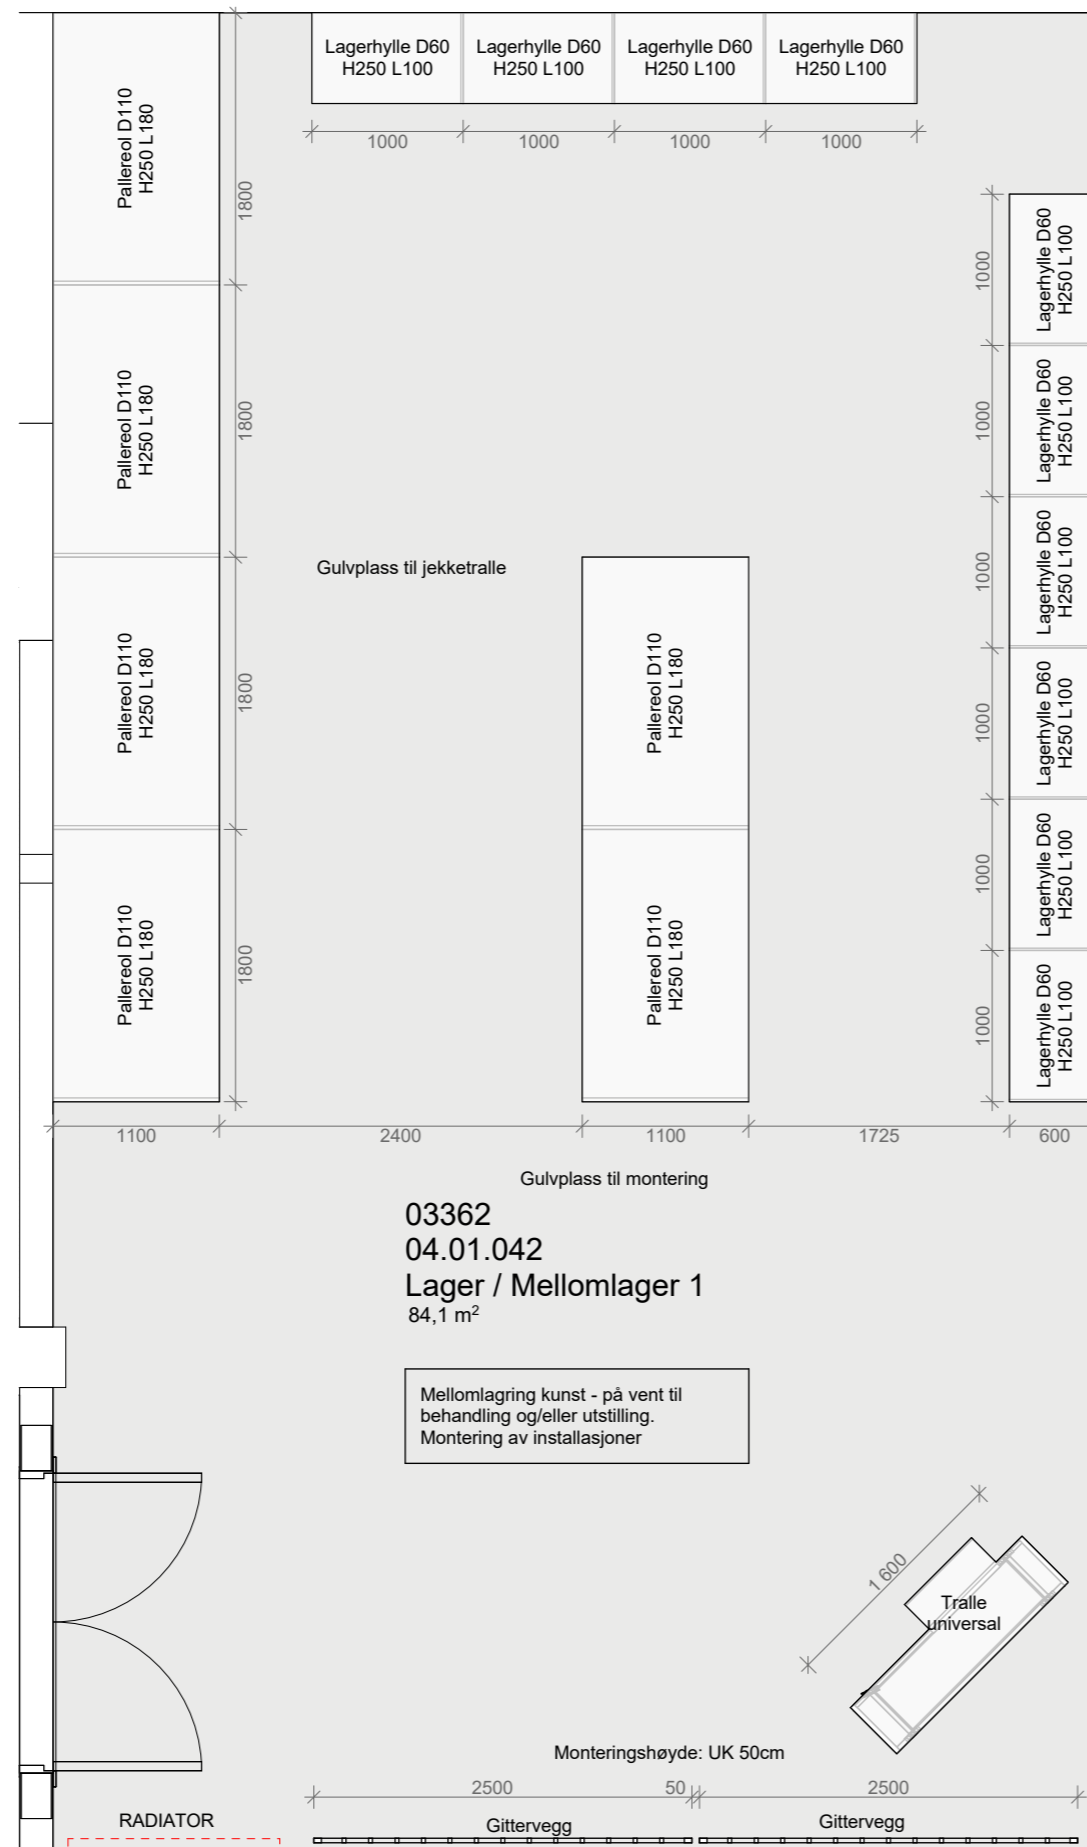 Lagerhylle D60
H250 L100
Lagerhylle D60
H250 L100
Lagerhylle D60
H250 L100
Lagerhylle D60
H250 L100
1000
1000
1000
1000
Pallereol D110
H250 L180
1800
Pallereol D110
H250 L180
1800
Pallereol D110
H250 L180
1800
Pallereol D110
H250 L180
1800
Gulvplass til jekketralle
Pallereol D110
H250 L180
Pallereol D110
H250 L180
1000
Lagerhylle D60
H250 L100
1000
Lagerhylle D60
H250 L100
1000
Lagerhylle D60
H250 L100
1000
Lagerhylle D60
H250 L100
1000
Lagerhylle D60
H250 L100
1000
Lagerhylle D60
H250 L100
1100
2400
1100
1725
600
Gulvplass til montering
03362
04.01.042
Lager / Mellomlager 1
84,1 m²
Mellomlagring kunst - på vent til
behandling og/eller utstilling.
Montering av installasjoner
1 600
Tralle
universal
Monteringshøyde: UK 50cm
2500
50
2500
RADIATOR
Gittervegg
Gittervegg